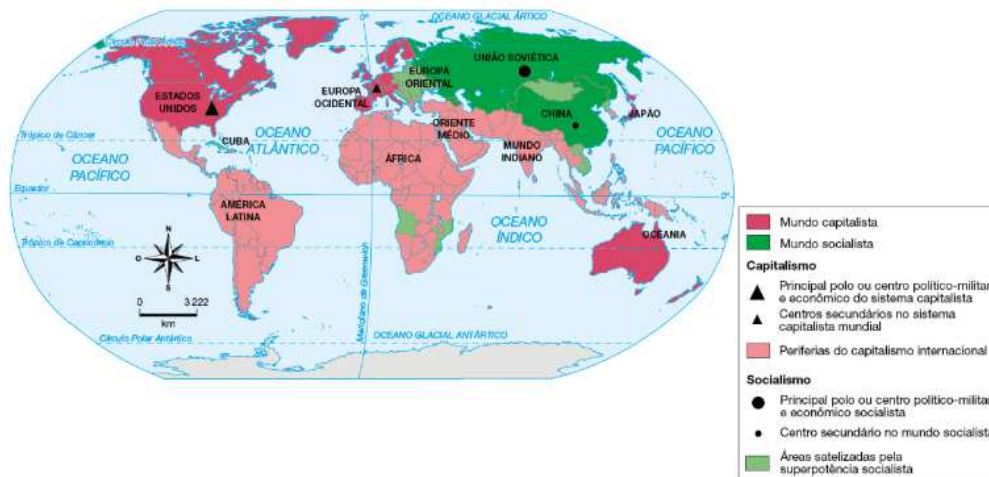 OCEANO GLACIAL ÁRTICO
0°
Círculo Polar Ártico
UNIÃO SOVIÉTICA
EUROPA
ORIENTAL
ESTADOS
UNIDOS
EUROPA
OCIDENTAL
CHINA
JAPÃO
ORIENTE
MÉDIO
Trópico de Câncer
CUBA
OCEANO
ATLÂNTICO
MUNDO
INDIANO
OCEANO
PACÍFICO
OCEANO
PACÍFICO
ÁFRICA
Equador
0°
AMÉRICA
LATINA
OCEANO
ÍNDICO
OCEANIA
Trópico de Capricórnio
N
O
L
S
Meridiano de Greenwich
0
3 222
km
Círculo Polar Antártico
OCEANO GLACIAL ANTÁRTICO
Mundo capitalista
Mundo socialista
Capitalismo
Principal polo ou centro político-militar
e econômico do sistema capitalista
Centros secundários no sistema
capitalista mundial
Periferias do capitalismo internacional
Socialismo
Principal polo ou centro político-militar
e econômico socialista
Centro secundário no mundo socialista
Áreas satelizadas pela
superpotência socialista